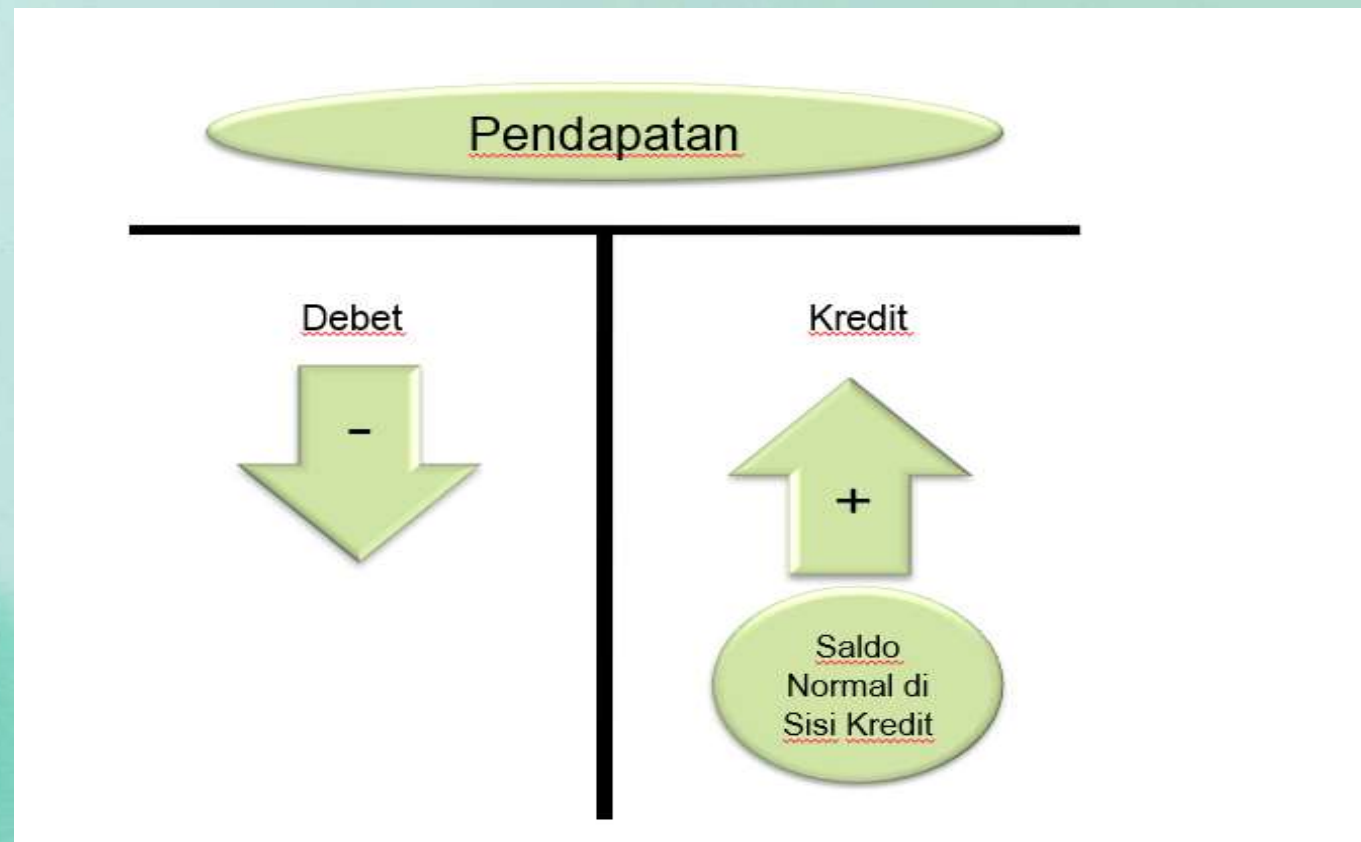 Pendapatan
Debet
Kredit
-
+
Saldo
Normal di
Sisi Kredit